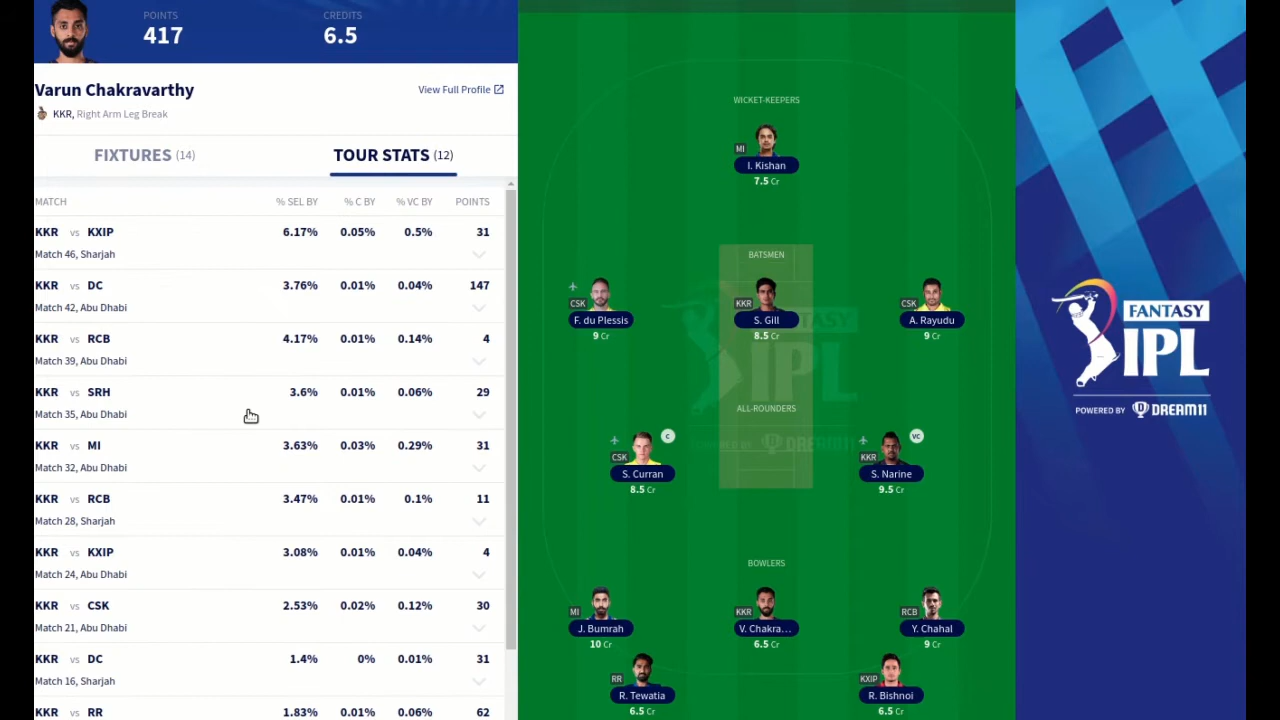 POINTS
417
CREDITS
6.5
Varun Chakravarthy
View Full Profile
KKR, Right Arm Leg Break
FIXTURES (14)
TOUR STATS (12)
MATCH % SEL BY % C BY % VC BY POINTS
KKR vs KXIP 6.17% 0.05% 0.5% 31
Match 46, Sharjah
KKR vs DC 3.76% 0.01% 0.04% 147
Match 42, Abu Dhabi
KKR vs RCB 4.17% 0.01% 0.14% 4
Match 39, Abu Dhabi
KKR vs SRH 3.6% 0.01% 0.06% 29
Match 35, Abu Dhabi
KKR vs MI 3.63% 0.03% 0.29% 31
Match 32, Abu Dhabi
KKR vs RCB 3.47% 0.01% 0.1% 11
Match 28, Sharjah
KKR vs KXIP 3.08% 0.01% 0.04% 4
Match 24, Abu Dhabi
KKR vs CSK 2.53% 0.02% 0.12% 30
Match 21, Abu Dhabi
KKR vs DC 1.4% 0% 0.01% 31
Match 16, Sharjah
KKR vs RR 1.83% 0.01% 0.06% 62
WICKET-KEEPERS
MI
I. Kishan
7.5 Cr
BATSMEN
CSK KKR CSK
F. du Plessis S. Gill A. Rayudu
9 Cr 8.5 Cr 9 Cr
FANTASY
IPL
ALL-ROUNDERS
POWERED BY DREAM11
C VC
CSK KKR
S. Curran S. Narine
8.5 Cr 9.5 Cr
BOWLERS
MI KKR RCB
J. Bumrah V. Chakra... Y. Chahal
10 Cr 6.5 Cr 9 Cr
RR KXIP
R. Tewatia R. Bishnoi
6.5 Cr 6.5 Cr
FANTASY
IPL
POWERED BY DREAM11